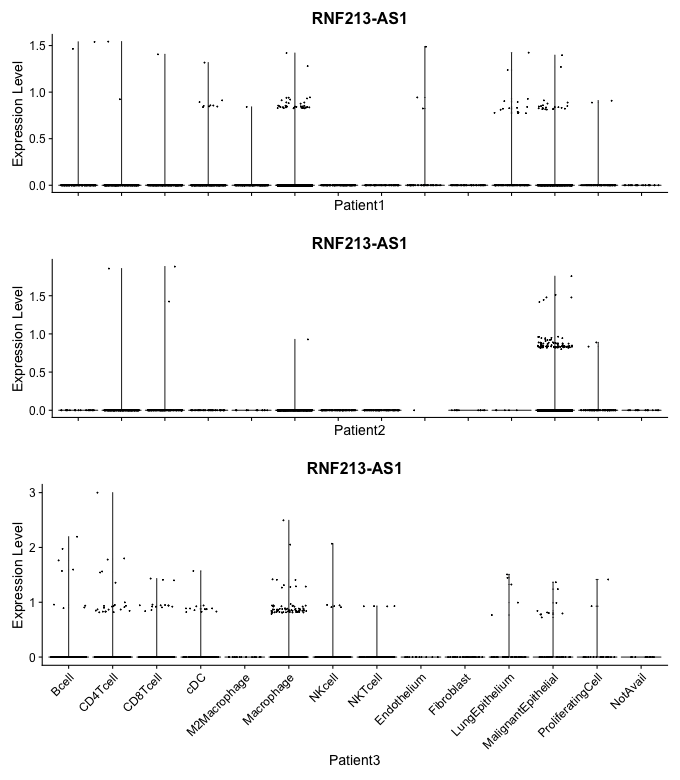 RNF213-AS1
Expression Level
1.5
1.0
0.5
0.0
Patient1
RNF213-AS1
Expression Level
1.5
1.0
0.5
0.0
Patient2
RNF213-AS1
Expression Level
3
2
1
0
Bcell
CD4Tcell
CD8Tcell
cDC
M2Macrophage
Macrophage
NKcell
NKTcell
Endothelium
Fibroblast
LungEpithelium
MalignantEpithelial
ProliferatingCell
NotAvail
Patient3